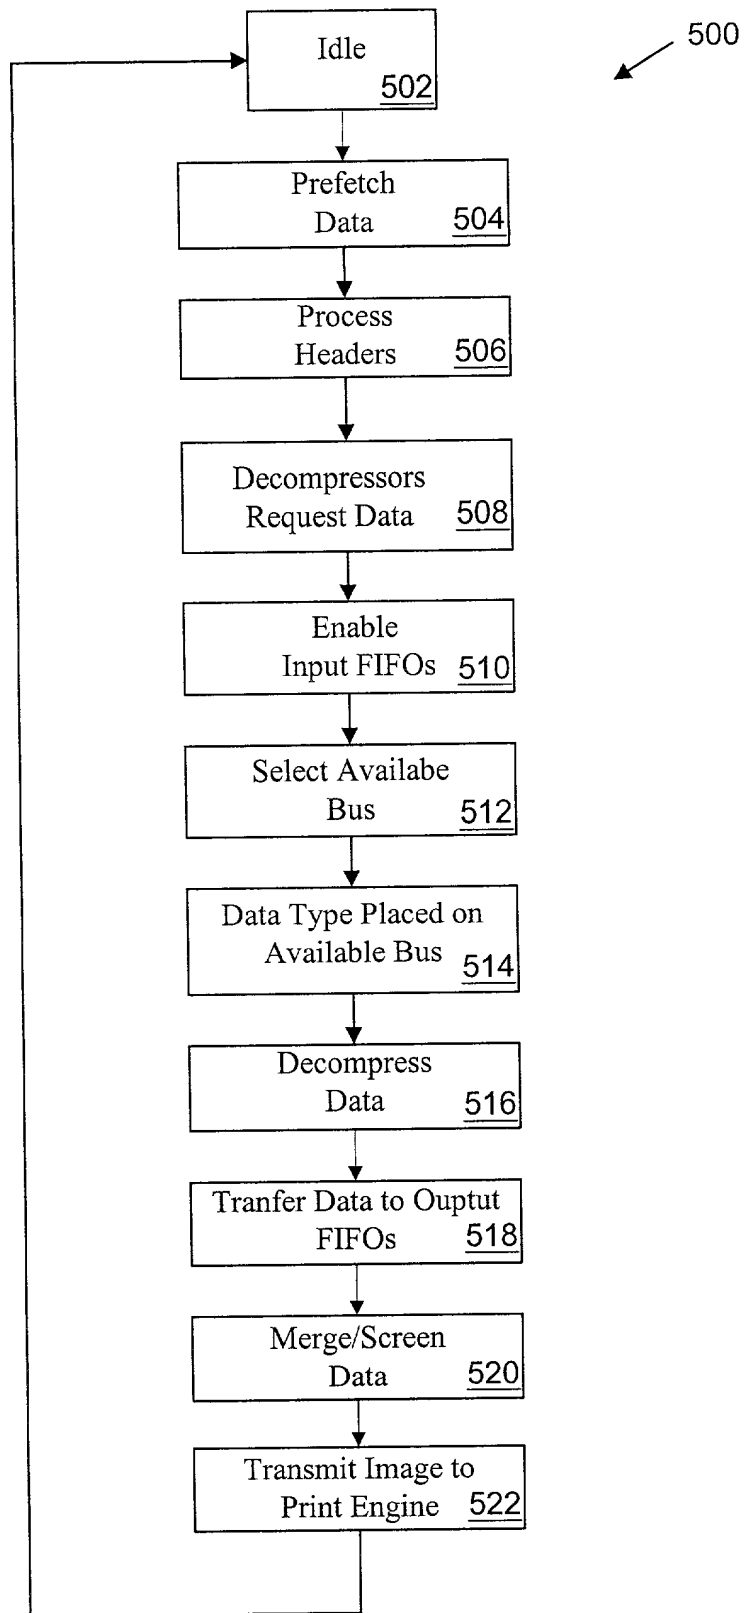 500
Idle
502
Prefetch
Data 504
Process
Headers 506
Decompressors
Request Data 508
Enable
Input FIFOs 510
Select Availabe
Bus 512
Data Type Placed on
Available Bus
514
Decompress
Data 516
Tranfer Data to Ouptut
FIFOs 518
Merge/Screen
Data 520
Transmit Image to
Print Engine 522